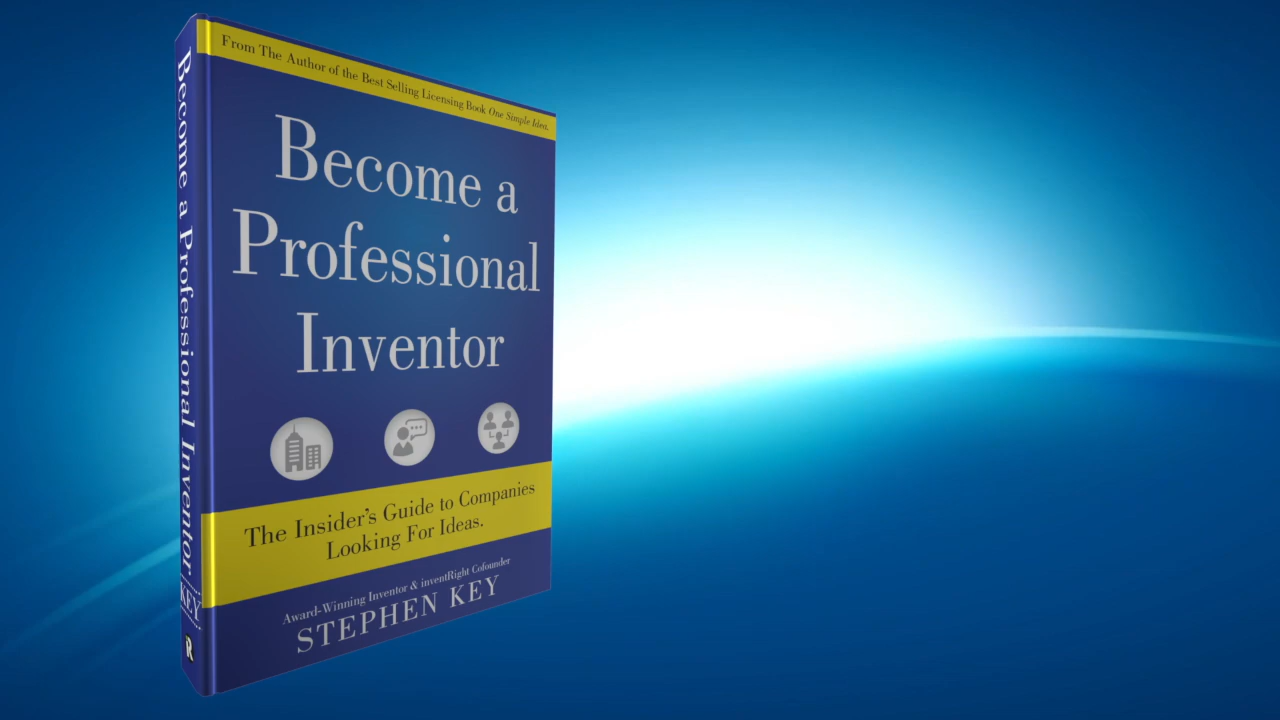 From The Author of the Best Selling Licensing Book One Simple Idea.
Become a
Professional
Inventor
The Insider's Guide to Companies
Looking For Ideas.
Award-Winning Inventor & inventRight Cofounder
STEPHEN KEY
Become a Professional Inventor
KEY
R